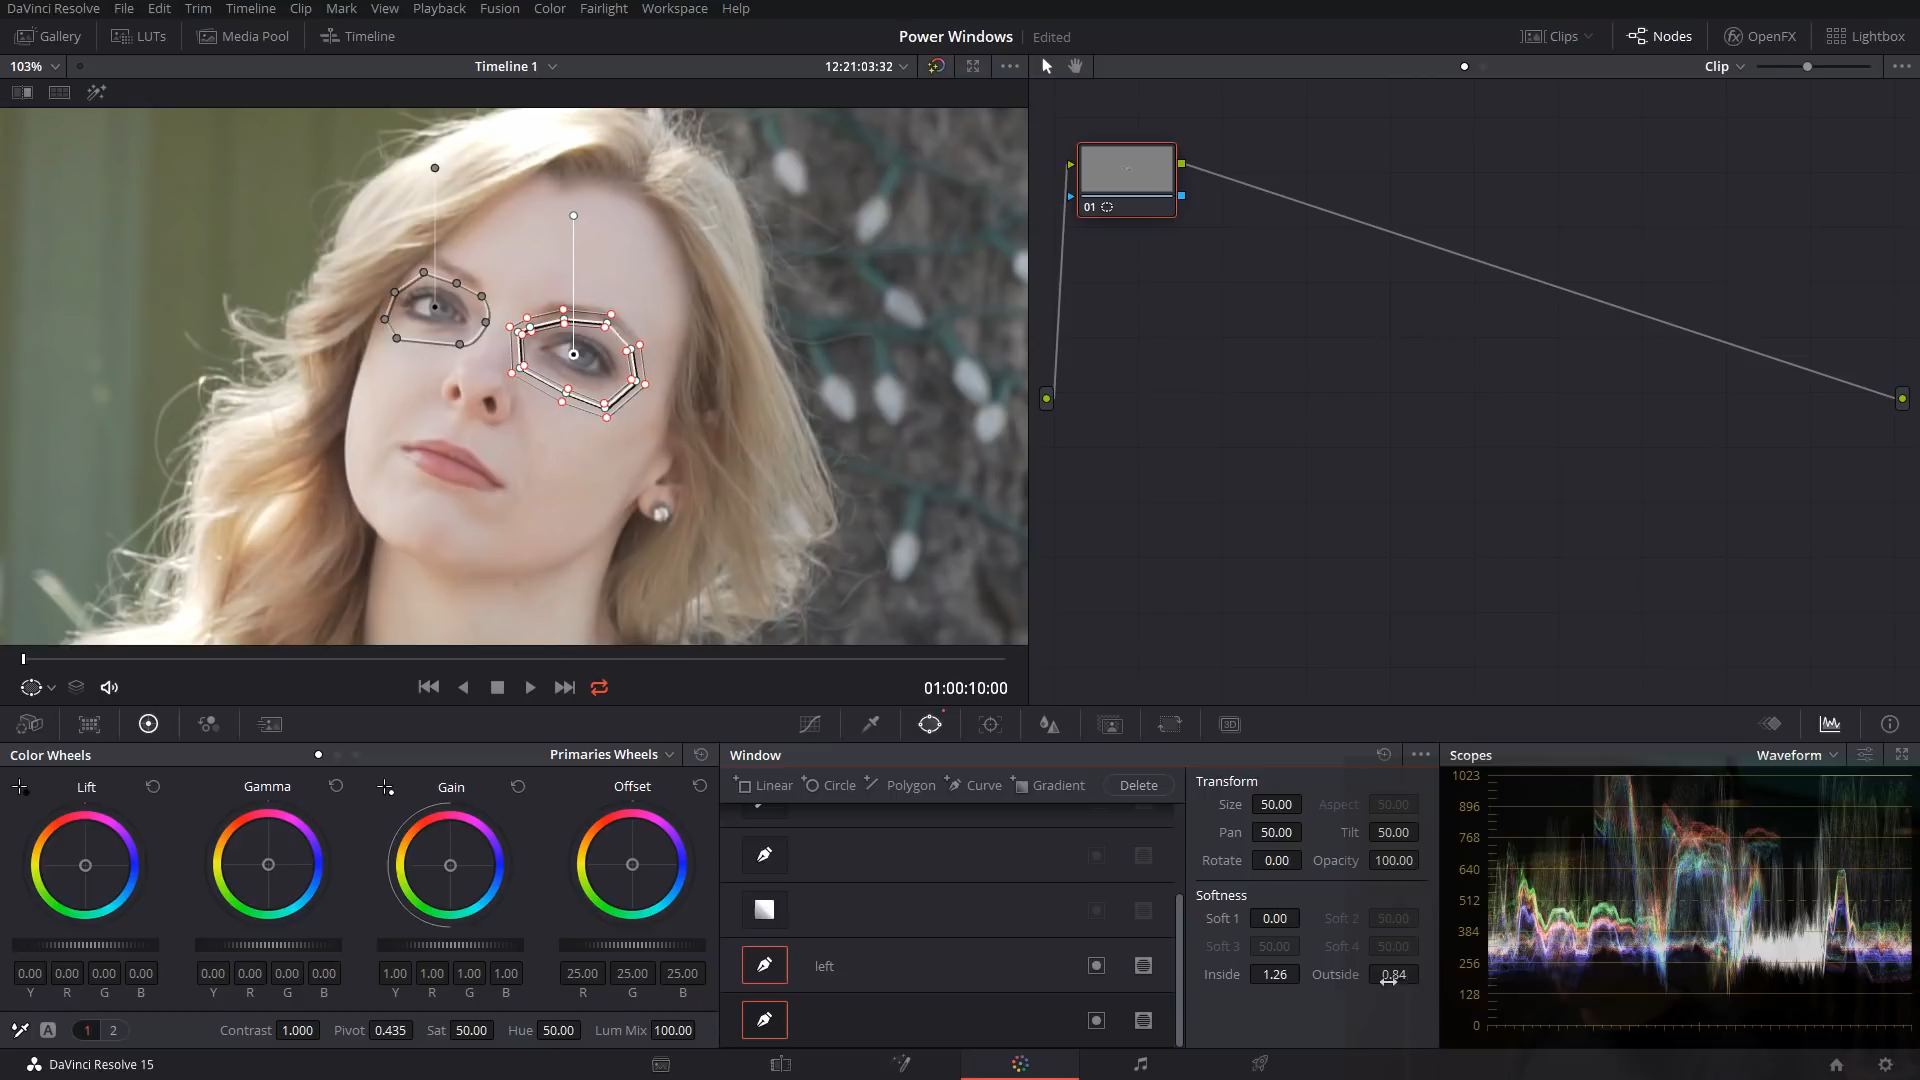 DaVinci Resolve File Edit Trim Timeline Clip Mark View Playback Fusion Color Fairlight Workspace Help
Gallery LUTs Media Pool Timeline Power Windows Edited Clips Nodes OpenFX Lightbox
103% Timeline 1 12:21:03:32 Clip
01
01:00:10:00
3D
Color Wheels Primaries Wheels Window Scopes Waveform
Lift Gamma Gain Offset
Linear Circle Polygon Curve Gradient Delete
Transform
Size 50.00 Aspect 50.00
Pan 50.00 Tilt 50.00
Rotate 0.00 Opacity 100.00
Softness
Soft 1 0.00 Soft 2 50.00
Soft 3 50.00 Soft 4 50.00
Inside 1.26 Outside 0.84
left
1023
896
768
640
512
384
256
128
0
0.00 0.00 0.00 0.00 0.00 0.00 0.00 0.00 1.00 1.00 1.00 1.00 25.00 25.00 25.00
Y R G B Y R G B Y R G B R G B
A 1 2 Contrast 1.000 Pivot 0.435 Sat 50.00 Hue 50.00 Lum Mix 100.00
DaVinci Resolve 15